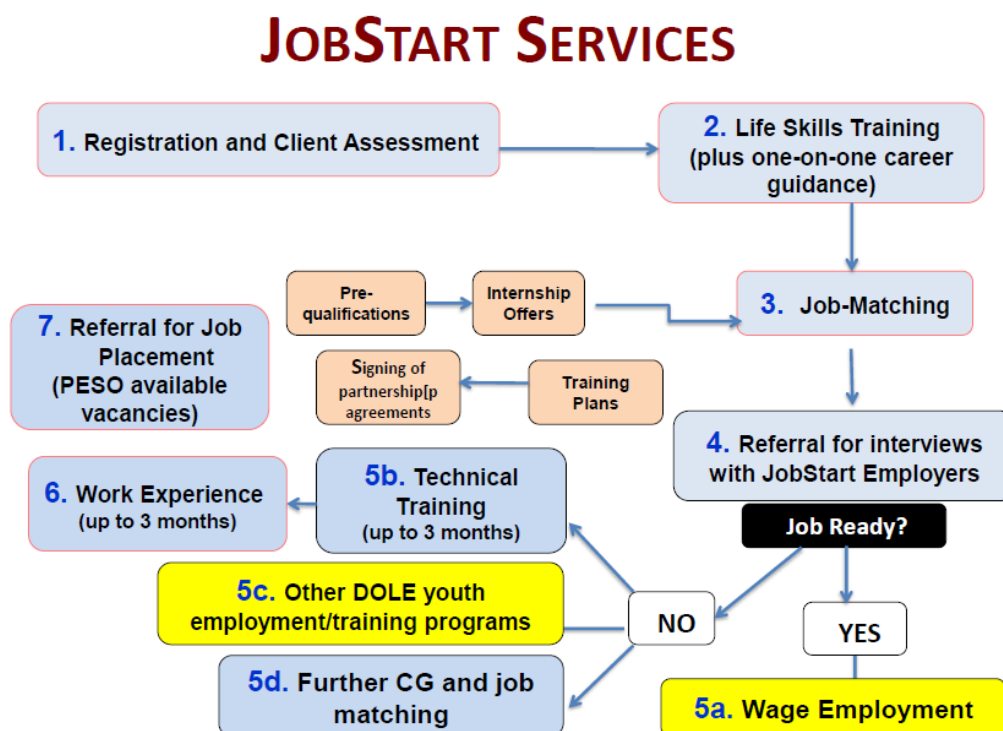 JOBSTART SERVICES
1. Registration and Client Assessment
2. Life Skills Training
(plus one-on-one career
guidance)
Pre-
qualifications
Internship
Offers
3. Job-Matching
7. Referral for Job
Placement
(PESO available
vacancies)
Signing of
partnership[p
agreements
Training
Plans
4. Referral for interviews
with JobStart Employers
Job Ready?
6. Work Experience
(up to 3 months)
5b. Technical
Training
(up to 3 months)
5c. Other DOLE youth
employment/training programs
NO
YES
5d. Further CG and job
matching
5a. Wage Employment